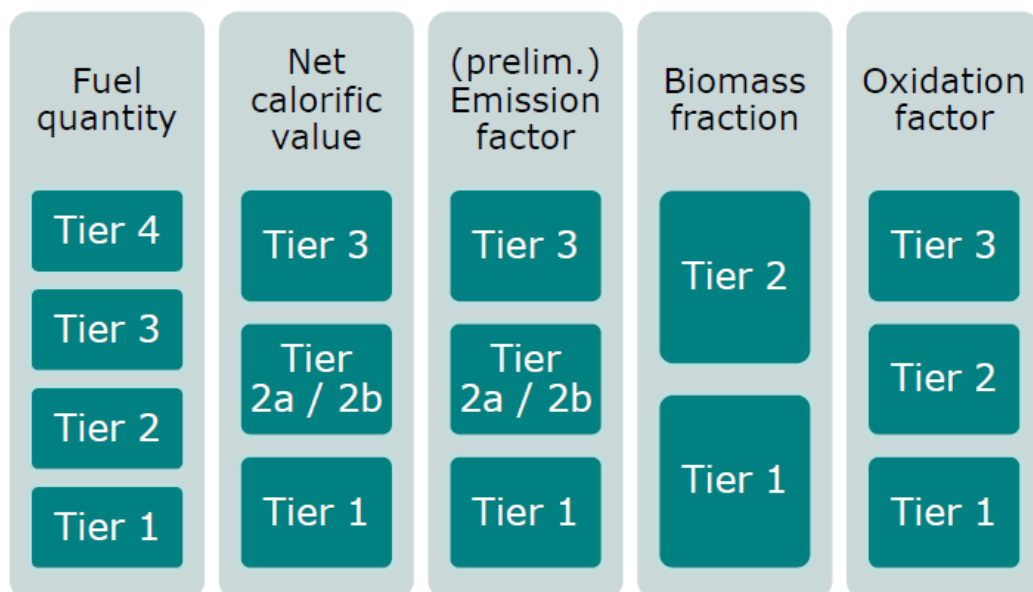 Fuel
quantity
Tier 4
Tier 3
Tier 2
Tier 1
Net
calorific
value
Tier 3
Tier
2a / 2b
Tier 1
(prelim.)
Emission
factor
Tier 3
Tier
2a / 2b
Tier 1
Biomass
fraction
Tier 2
Tier 1
Oxidation
factor
Tier 3
Tier 2
Tier 1